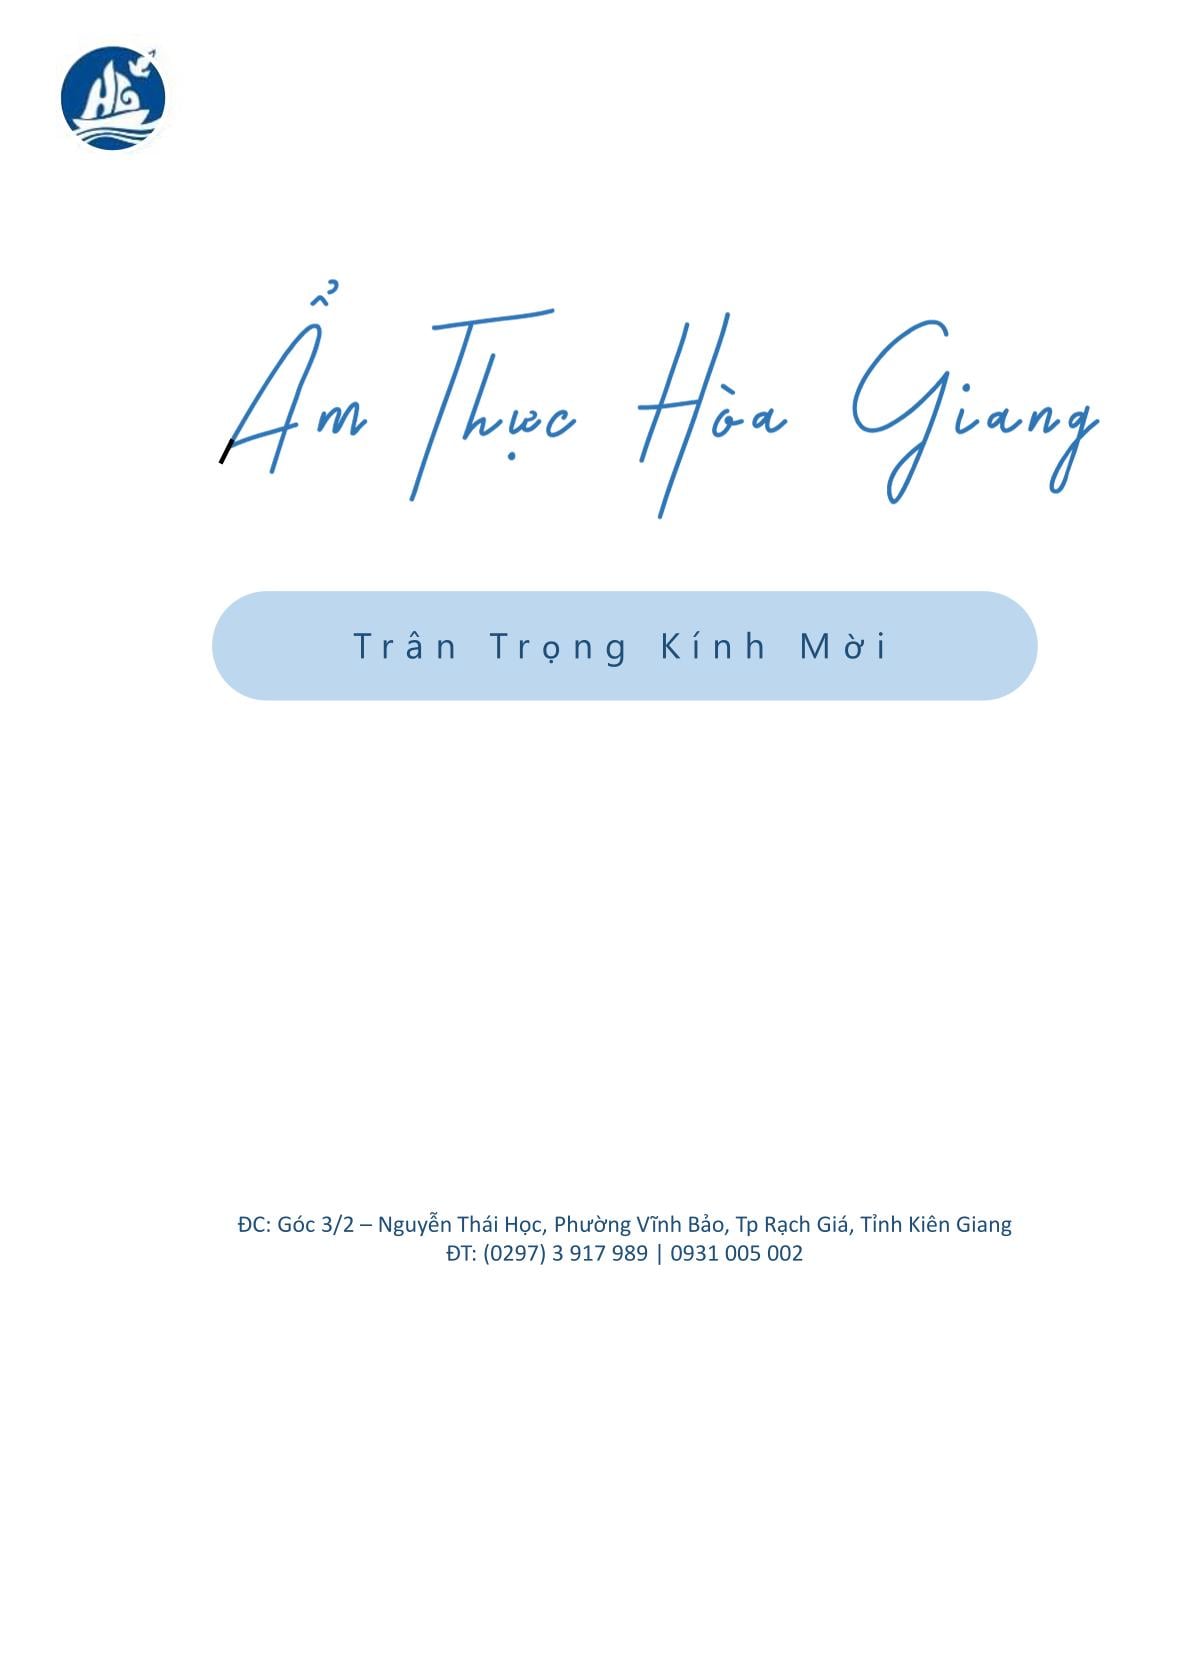 HG
Ẩm Thực Hòa Giang
Trân Trọng Kính Mời
ĐC: Góc 3/2 – Nguyễn Thái Học, Phường Vĩnh Bảo, Tp Rạch Giá, Tỉnh Kiên Giang
ĐT: (0297) 3 917 989 | 0931 005 002